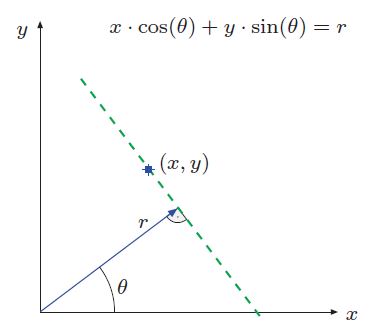 y
x · cos(θ) + y · sin(θ) = r
(x, y)
r
θ
x